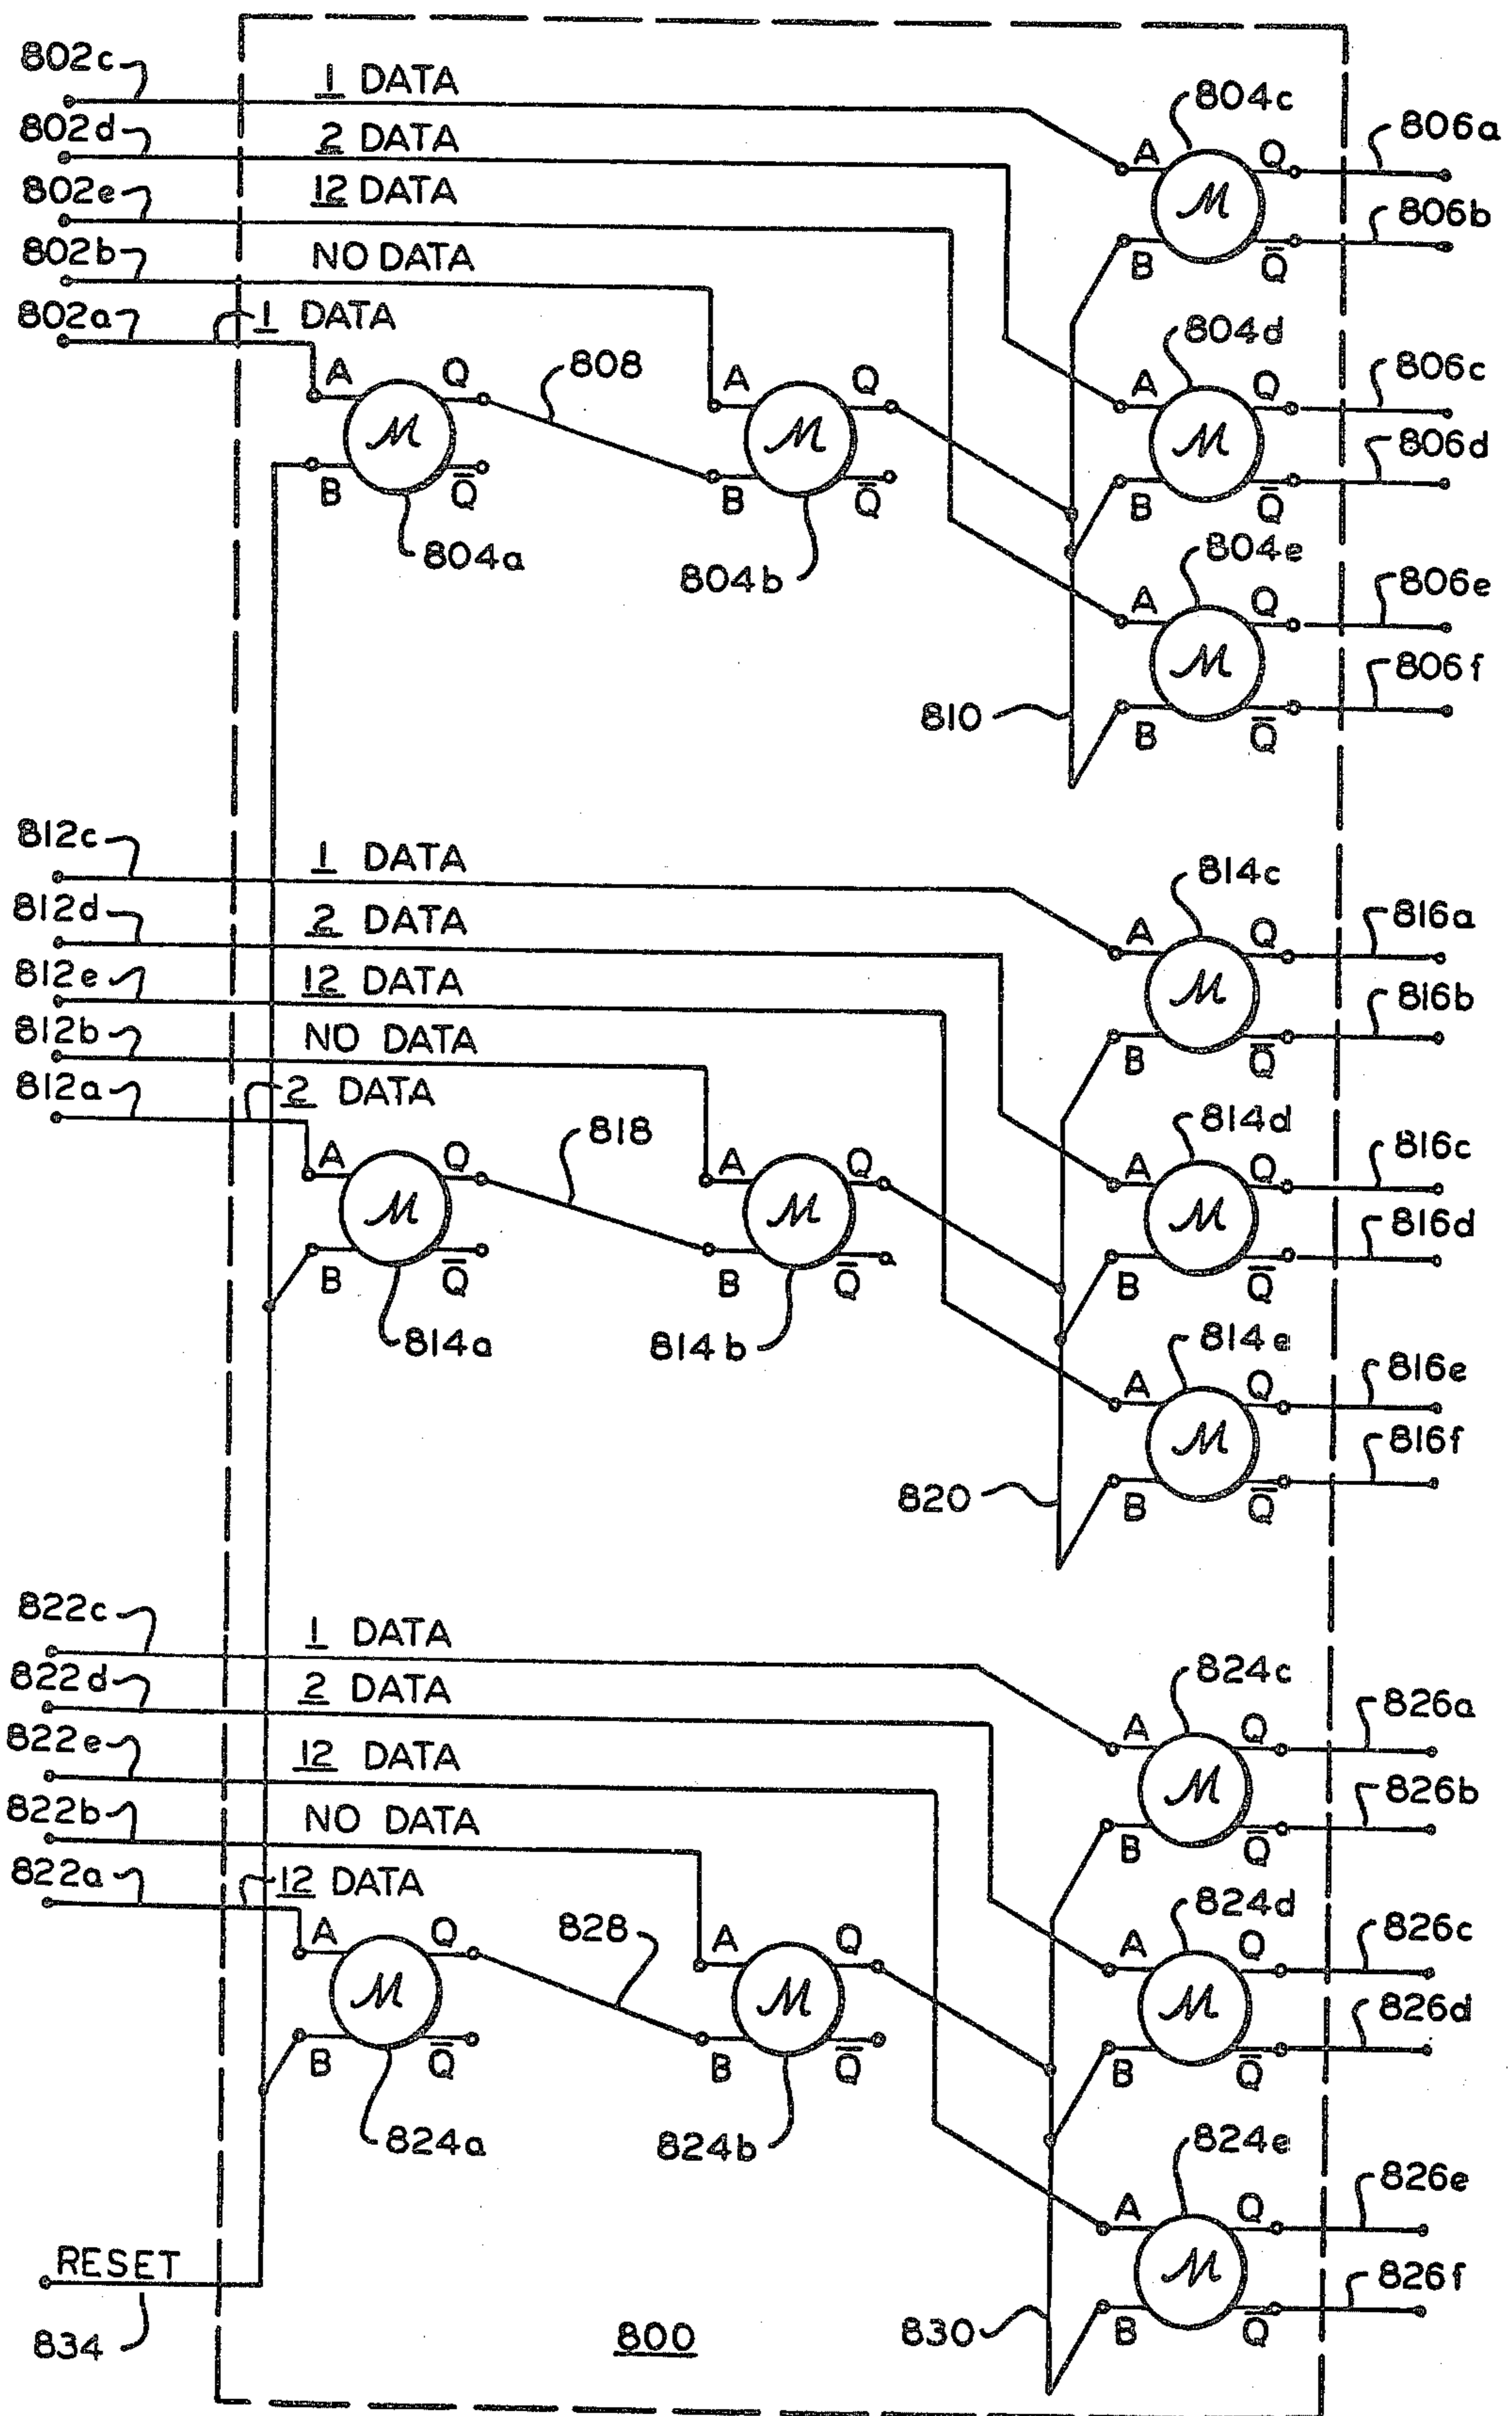 802c
1 DATA
804c
802d
2 DATA
A
Q
806a
802e
12 DATA
M
806b
802b
NO DATA
B
Q̅
802a
1 DATA
804d
A
Q
808
A
Q
A
Q
806c
M
M
M
806d
B
Q̅
B
Q̅
B
Q̅
804a
804b
804e
A
Q
806e
M
806f
810
B
Q̅
812c
1 DATA
814c
812d
2 DATA
A
Q
816a
812e
12 DATA
M
816b
812b
NO DATA
B
Q̅
812a
2 DATA
814d
A
Q
818
A
Q
A
Q
816c
M
M
M
816d
B
Q̅
B
Q̅
B
Q̅
814a
814b
814e
A
Q
816e
M
816f
820
B
Q̅
822c
1 DATA
824c
822d
2 DATA
A
Q
826a
822e
12 DATA
M
826b
822b
NO DATA
B
Q̅
822a
12 DATA
824d
A
Q
828
A
Q
A
Q
826c
M
M
M
826d
B
Q̅
B
Q̅
B
Q̅
824a
824b
824e
A
Q
826e
RESET
M
826f
834
800
830
B
Q̅